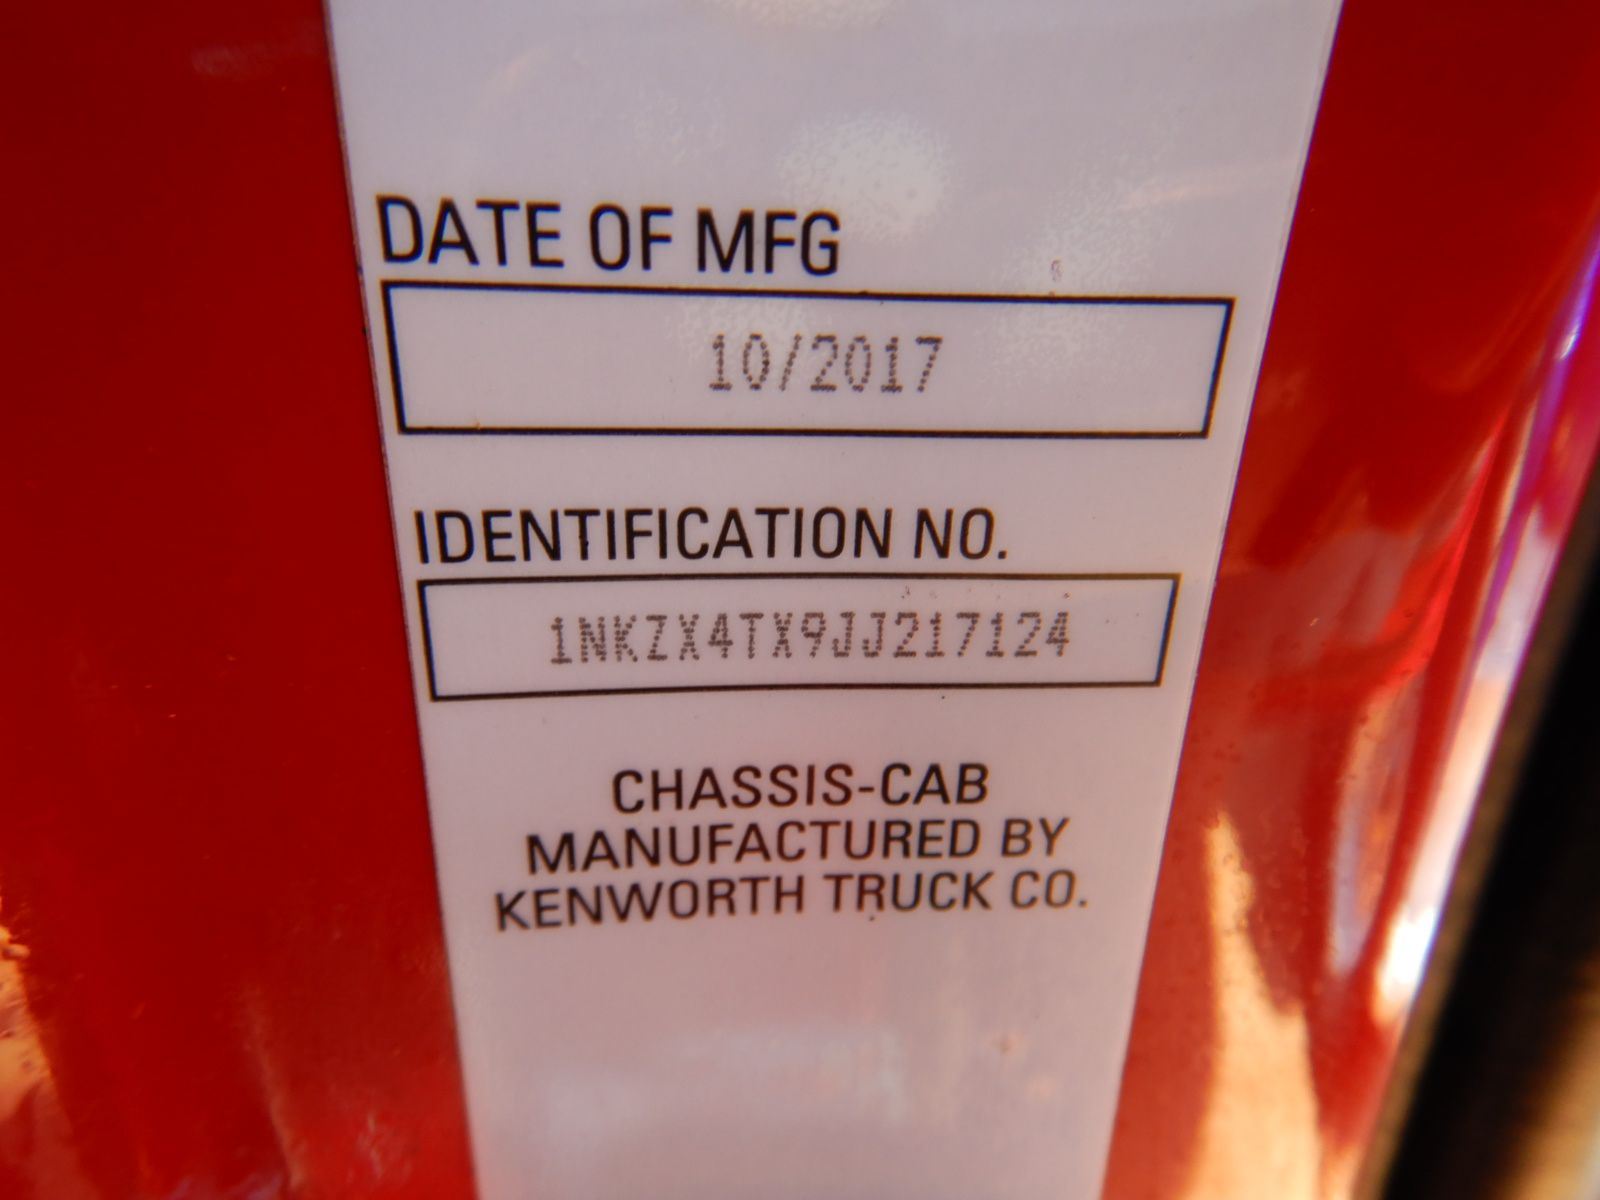 DATE OF MFG
10/2017
IDENTIFICATION NO.
1NKZX4TX9JJ217124
CHASSIS-CAB
MANUFACTURED BY
KENWORTH TRUCK CO.